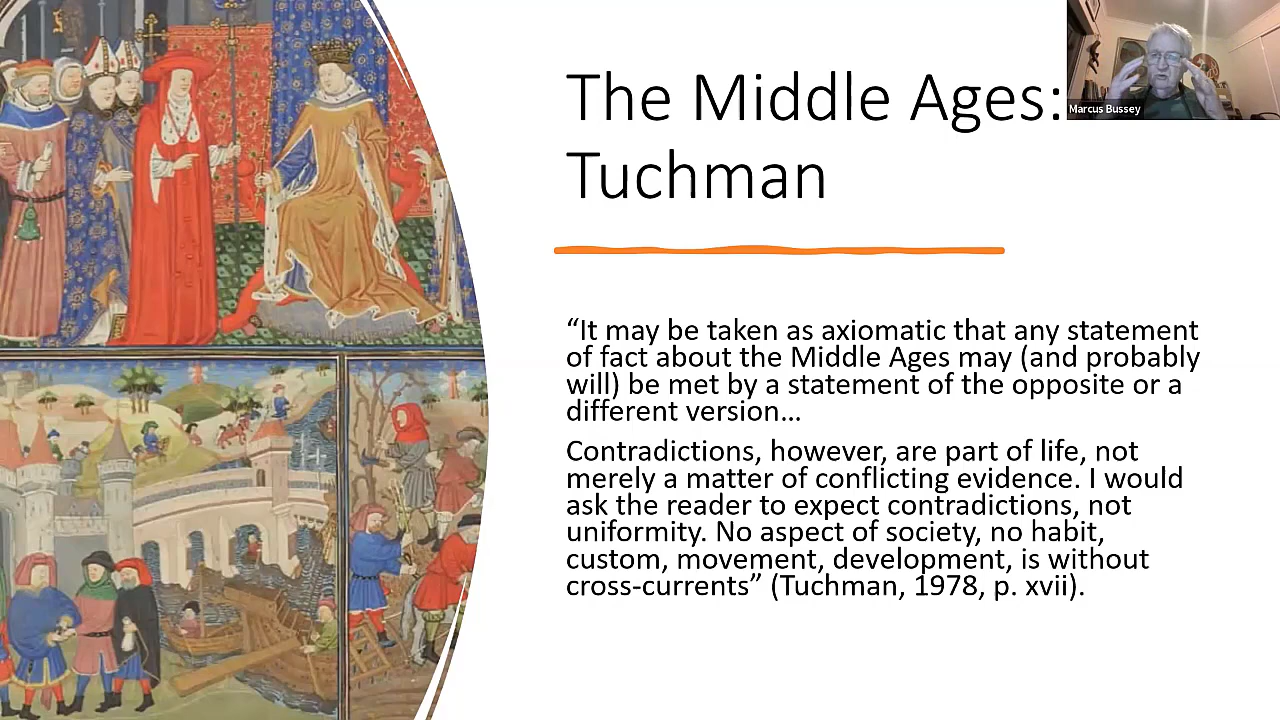 The Middle Ages:
Tuchman
Marcus Bussey
“It may be taken as axiomatic that any statement
of fact about the Middle Ages may (and probably
will) be met by a statement of the opposite or a
different version…
Contradictions, however, are part of life, not
merely a matter of conflicting evidence. I would
ask the reader to expect contradictions, not
uniformity. No aspect of society, no habit,
custom, movement, development, is without
cross-currents” (Tuchman, 1978, p. xvii).